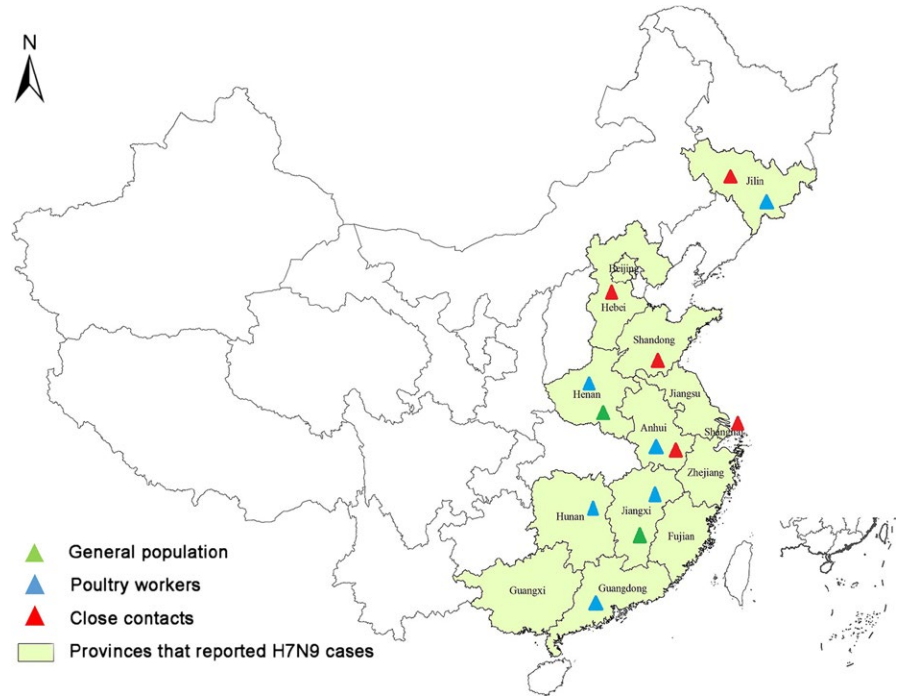 N
Jilin
Beijing
Hebei
Shandong
Henan
Jiangsu
Anhui
Shanghai
Zhejiang
Hunan
Jiangxi
Fujian
Guangxi
Guangdong
General population
Poultry workers
Close contacts
Provinces that reported H7N9 cases